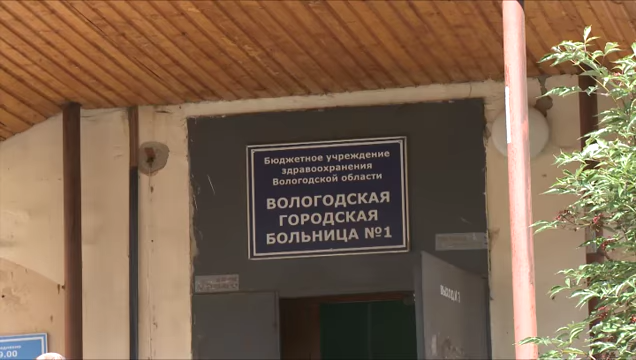 Бюджетное учреждение
здравоохранения
Вологодской области
ВОЛОГОДСКАЯ
ГОРОДСКАЯ
БОЛЬНИЦА №1